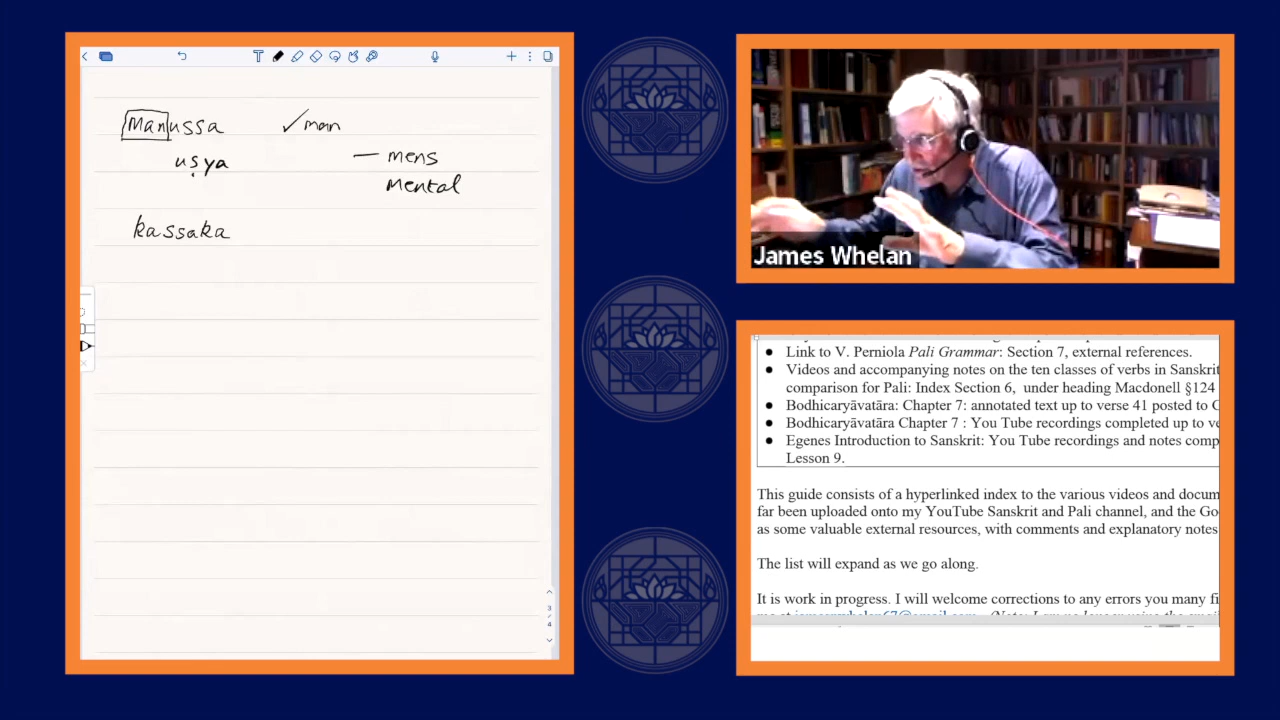 Manussa √man
uṣya — mens
mental
kassaka
T
3
4
James Whelan
● Link to V. Perniola Pali Grammar: Section 7, external references.
● Videos and accompanying notes on the ten classes of verbs in Sanskrit
comparison for Pali: Index Section 6, under heading Macdonell §124
● Bodhicaryāvatāra: Chapter 7: annotated text up to verse 41 posted to
● Bodhicaryāvatāra Chapter 7 : You Tube recordings completed up to
● Egenes Introduction to Sanskrit: You Tube recordings and notes
Lesson 9.
This guide consists of a hyperlinked index to the various videos and
far been uploaded onto my YouTube Sanskrit and Pali channel, and the
as some valuable external resources, with comments and explanatory notes
The list will expand as we go along.
It is work in progress. I will welcome corrections to any errors you many